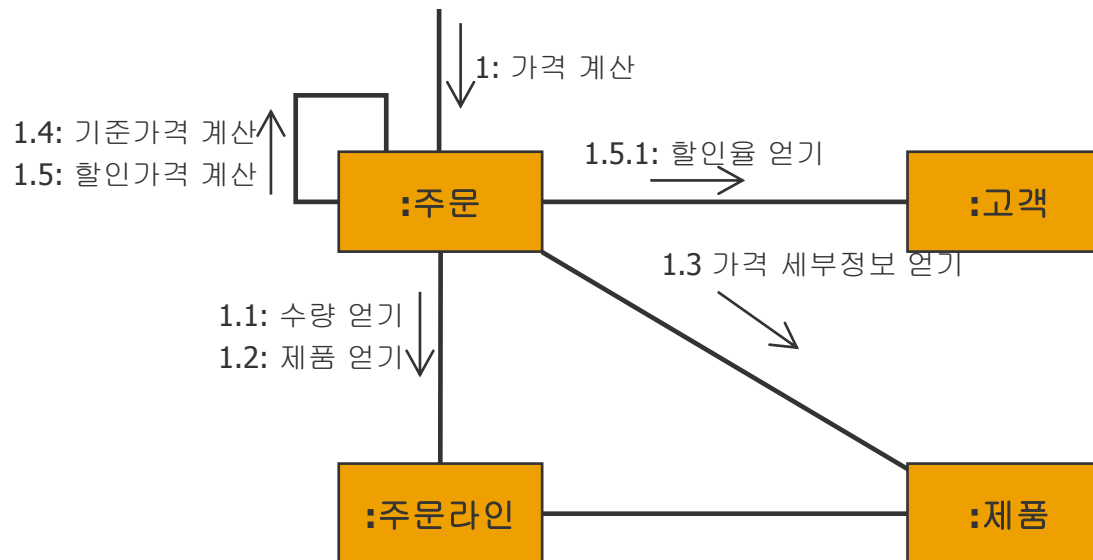 1: 가격 계산
1.4: 기준가격 계산
1.5: 할인가격 계산
1.5.1: 할인율 얻기
:주문
:고객
1.3 가격 세부정보 얻기
1.1: 수량 얻기
1.2: 제품 얻기
:주문라인
:제품